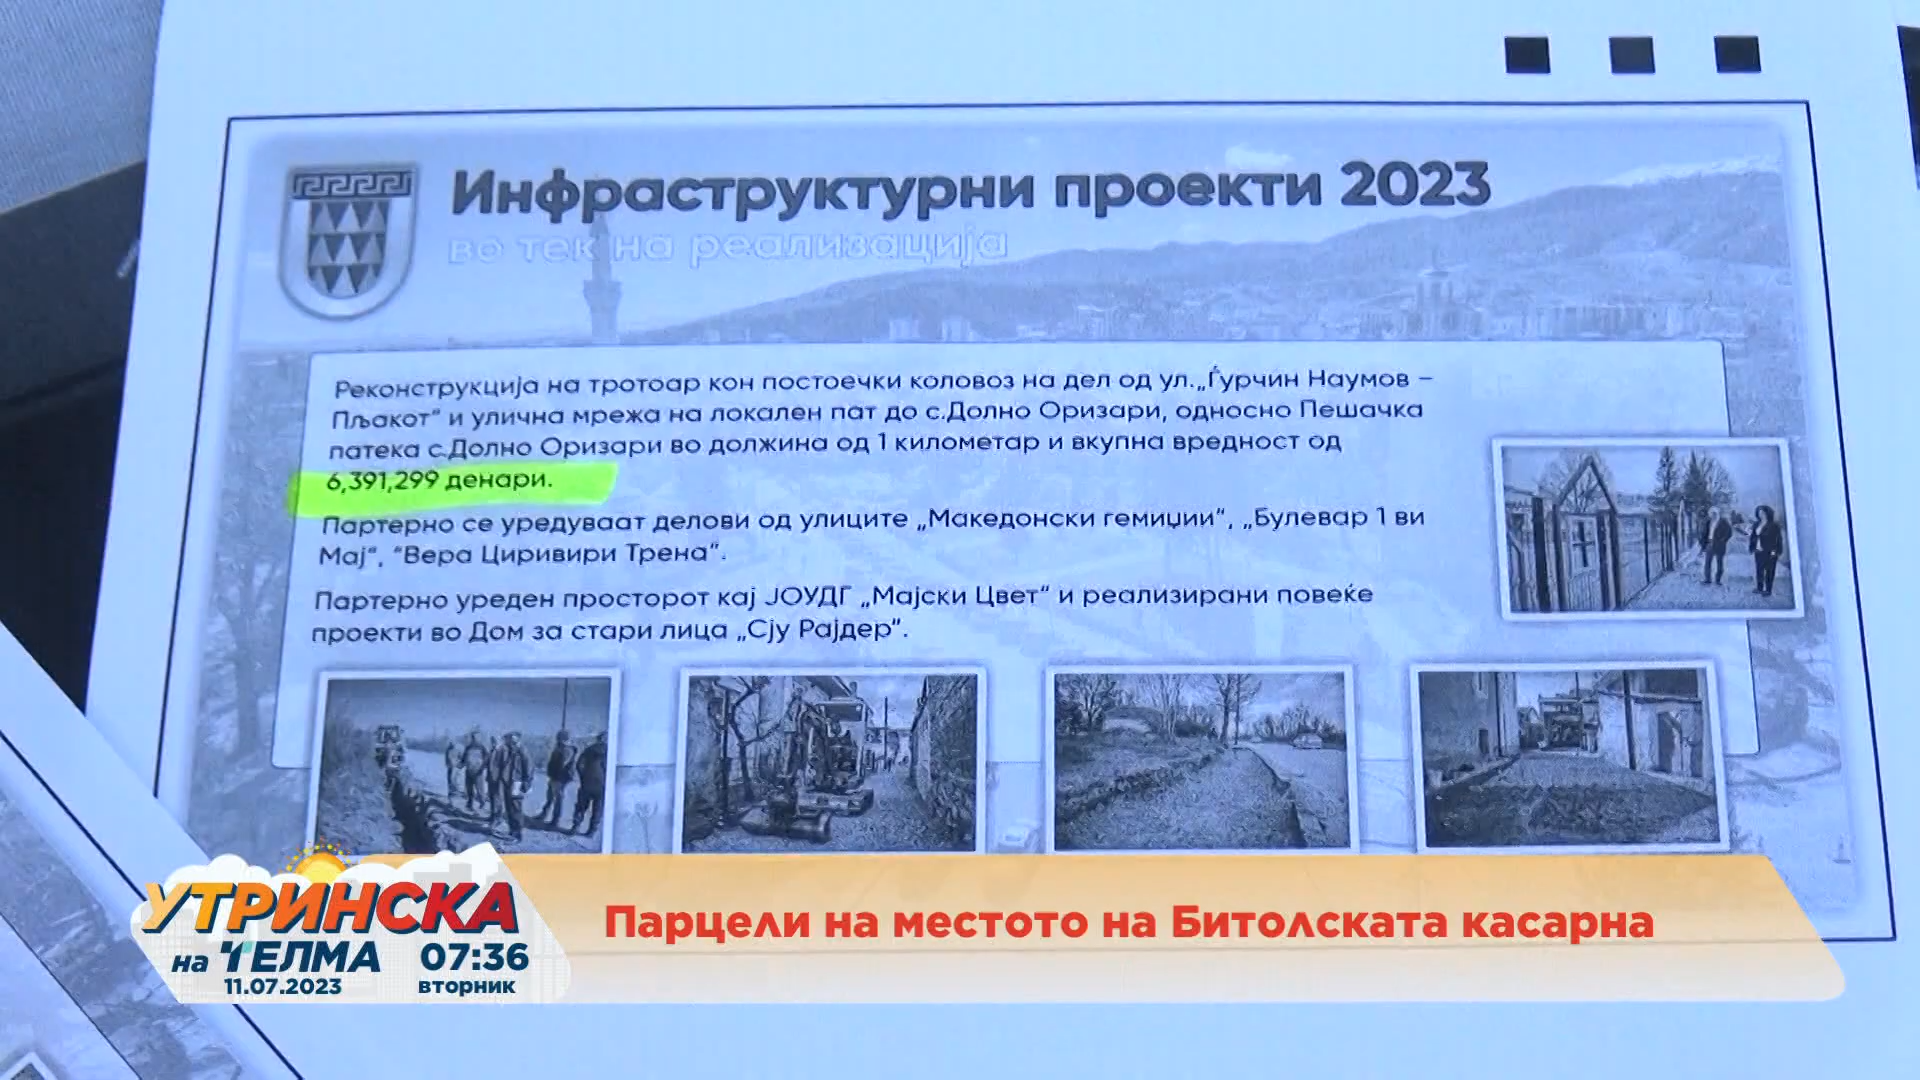 Инфраструктурни проекти 2023
во тек на реализација
Реконструкција на тротоар кон постоечки коловоз на дел од ул.„Ѓурчин Наумов –
Пљакот“ и улична мрежа на локален пат до с.Долно Оризари, односно Пешачка
патека с.Долно Оризари во должина од 1 километар и вкупна вредност од
6,391,299 денари.
Партерно се уредуваат делови од улиците „Македонски гемиџии“, „Булевар 1 ви
Мај“, “Вера Циривири Трена“.
Партерно уреден просторот кај ЈОУДГ „Мајски Цвет“ и реализирани повеќе
проекти во Дом за стари лица „Сју Рајдер“.
УТРИНСКА
на ТЕЛМА
07:36
11.07.2023
вторник
Парцели на местото на Битолската касарна